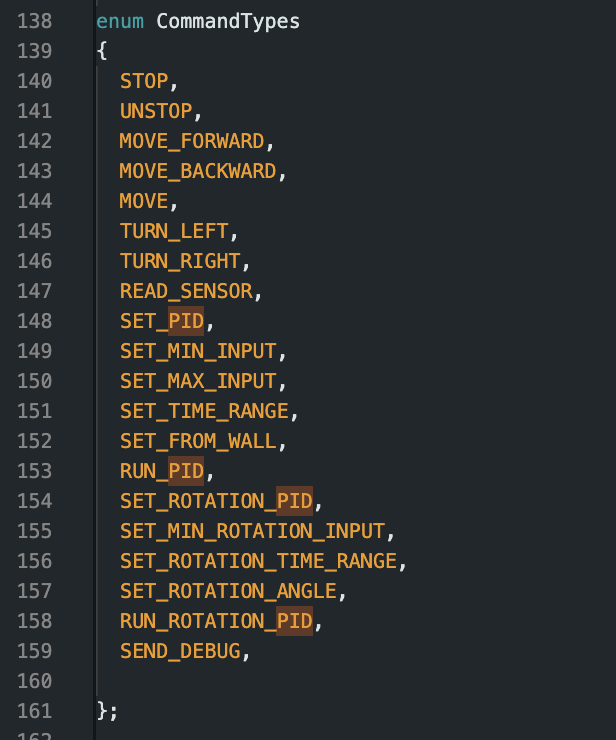 138 enum CommandTypes
139 {
140 STOP,
141 UNSTOP,
142 MOVE_FORWARD,
143 MOVE_BACKWARD,
144 MOVE,
145 TURN_LEFT,
146 TURN_RIGHT,
147 READ_SENSOR,
148 SET_PID,
149 SET_MIN_INPUT,
150 SET_MAX_INPUT,
151 SET_TIME_RANGE,
152 SET_FROM_WALL,
153 RUN_PID,
154 SET_ROTATION_PID,
155 SET_MIN_ROTATION_INPUT,
156 SET_ROTATION_TIME_RANGE,
157 SET_ROTATION_ANGLE,
158 RUN_ROTATION_PID,
159 SEND_DEBUG,
160
161 };